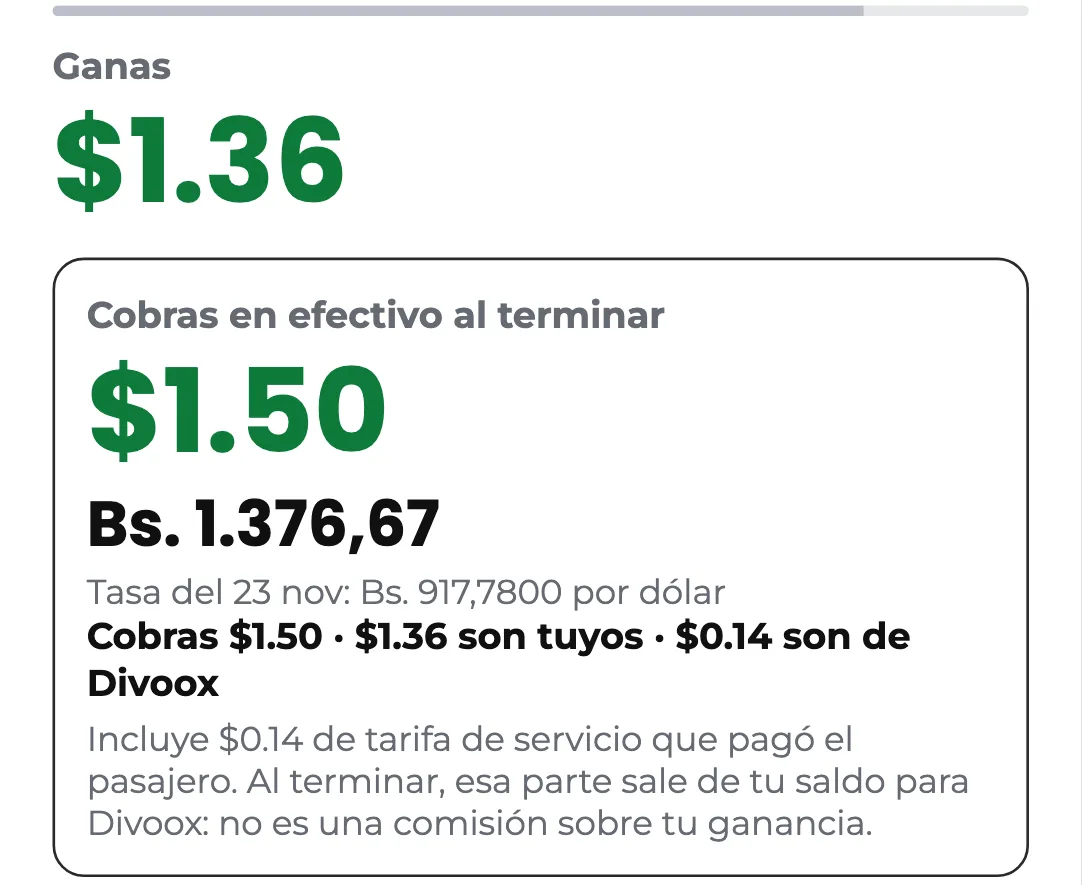 Ganas
$1.36
Cobras en efectivo al terminar
$1.50
Bs. 1.376,67
Tasa del 23 nov: Bs. 917,7800 por dólar
Cobras $1.50 · $1.36 son tuyos · $0.14 son de
Divoox
Incluye $0.14 de tarifa de servicio que pagó el
pasajero. Al terminar, esa parte sale de tu saldo para
Divoox: no es una comisión sobre tu ganancia.